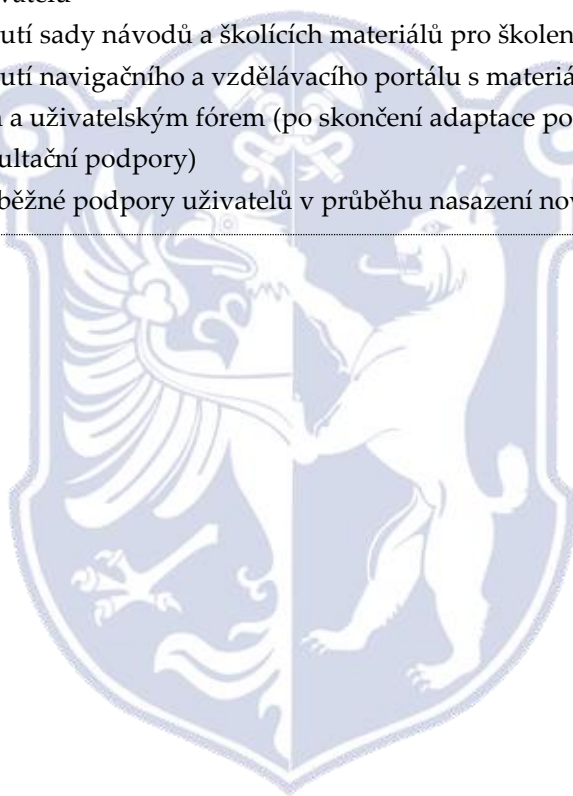 vatelů
utí sady návodů a školících materiálů pro školen
utí navigačního a vzdělávacího portálu s materiá
a uživatelským fórem (po skončení adaptace po
ultační podpory)
běžné podpory uživatelů v průběhu nasazení nov